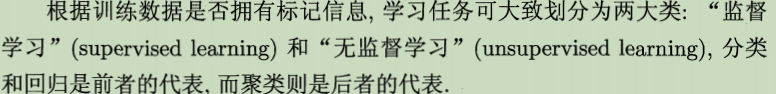 根据训练数据是否拥有标记信息, 学习任务可大致划分为两大类: “监督
学习” (supervised learning) 和 “无监督学习” (unsupervised learning), 分类
和回归是前者的代表, 而聚类则是后者的代表.